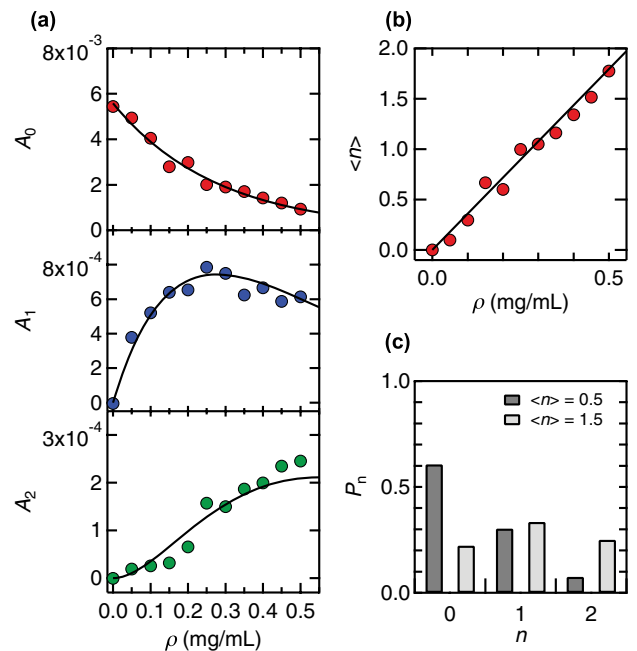 (a)
8x10⁻³
6
4
2
0
A₀
8x10⁻⁴
6
4
2
0
A₁
3x10⁻⁴
2
1
0
A₂
0.0 0.1 0.2 0.3 0.4 0.5
ρ (mg/mL)
(b)
2.0
1.5
1.0
0.5
0.0
<n>
0.0 0.5
ρ (mg/mL)
(c)
1.0
0.5
0.0
Pₙ
<n> = 0.5
<n> = 1.5
0 1 2
n